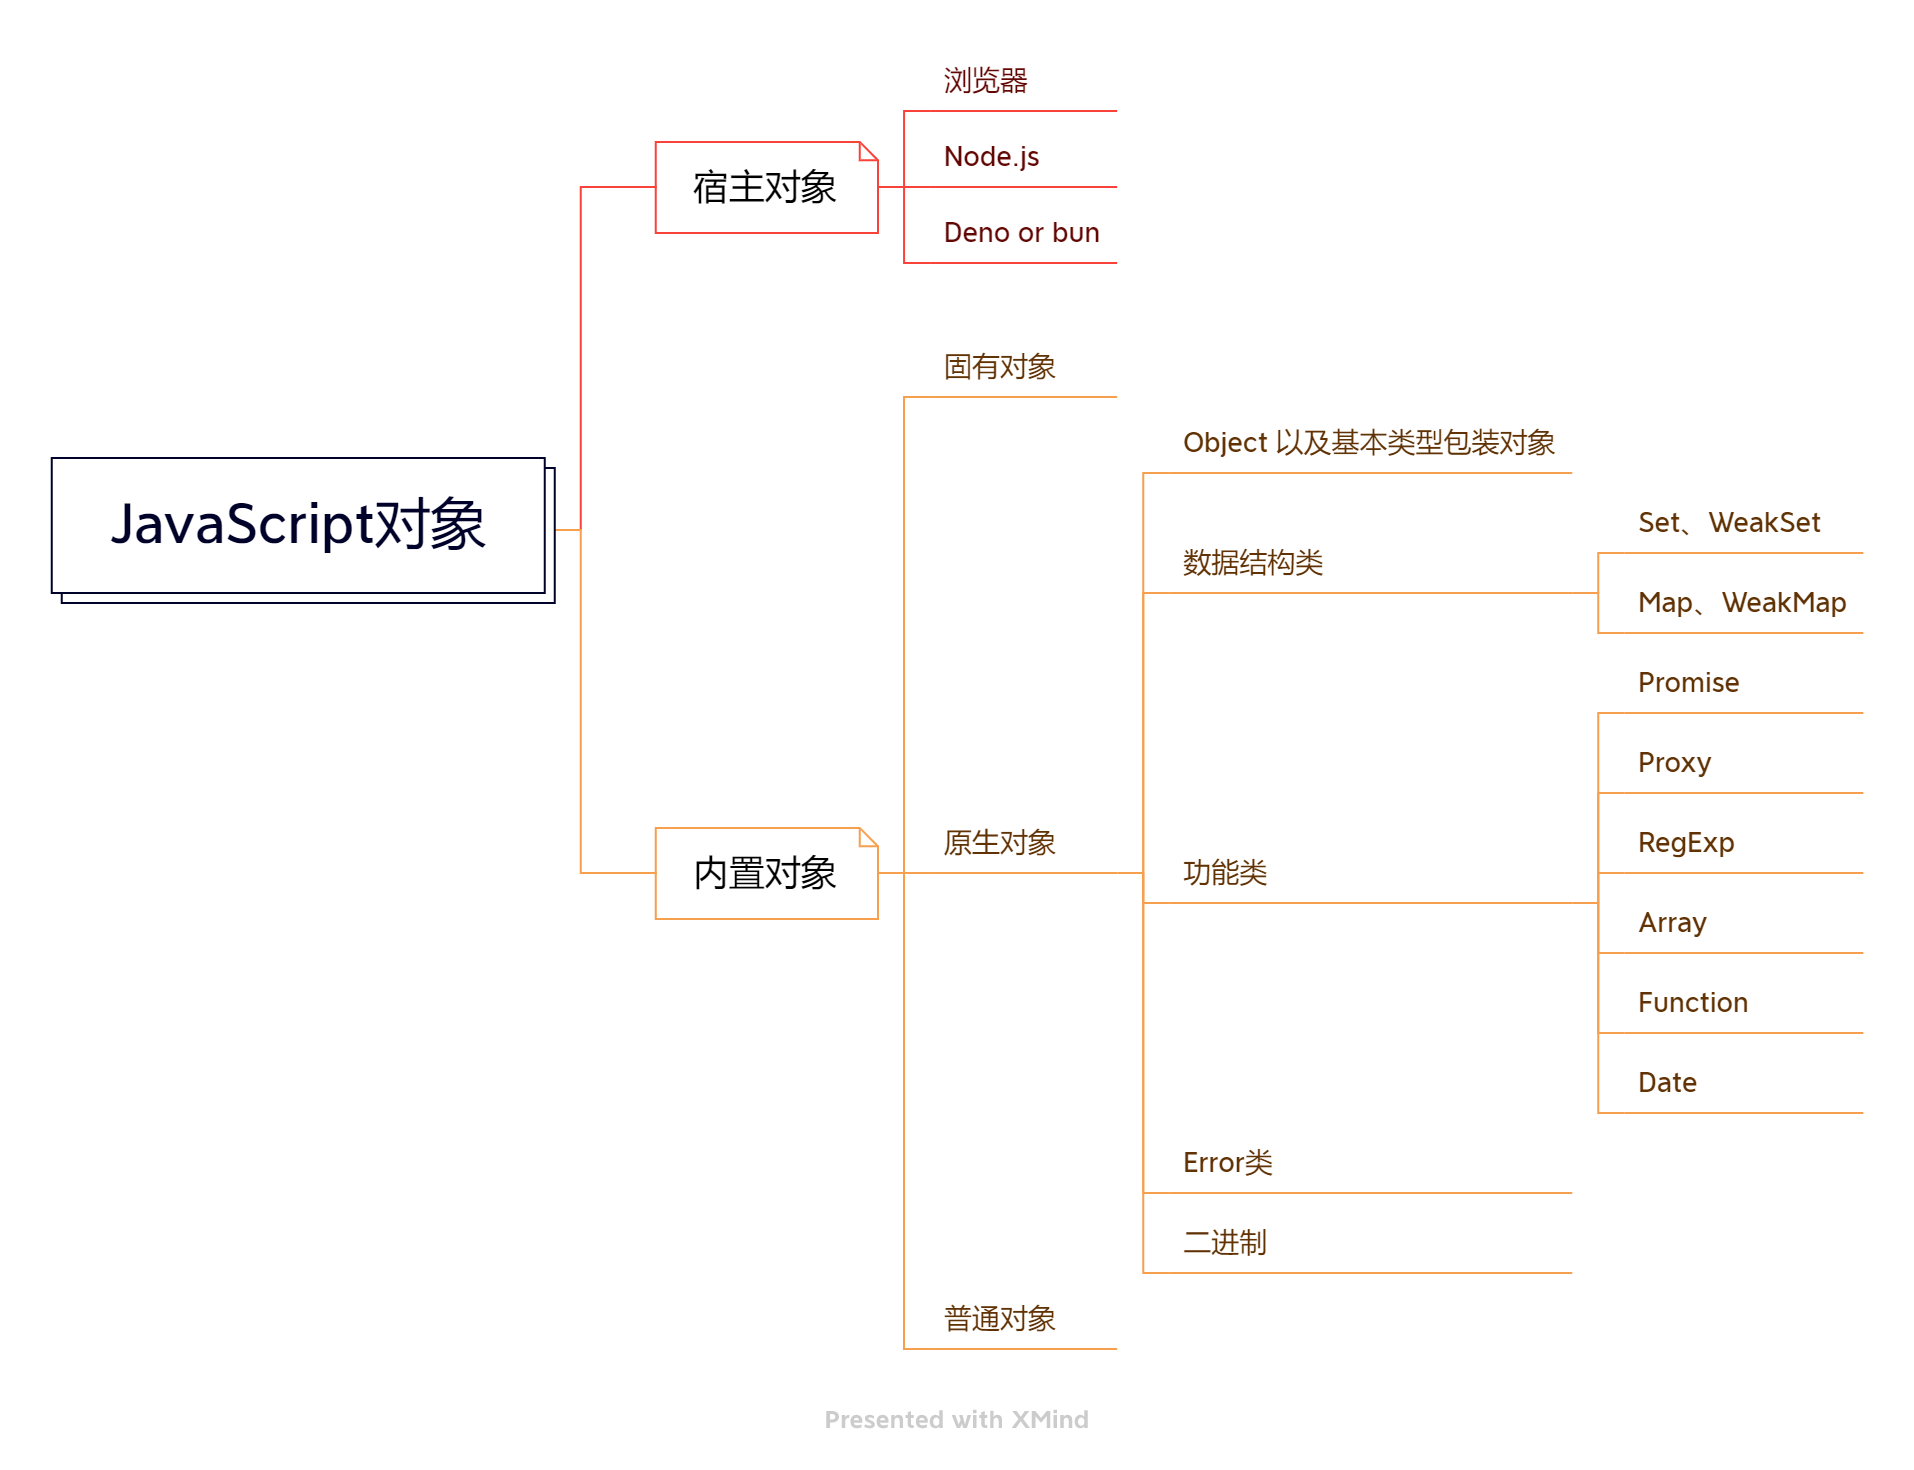 浏览器
Node.js
宿主对象
Deno or bun
固有对象
Object 以及基本类型包装对象
JavaScript对象
Set、WeakSet
数据结构类
Map、WeakMap
Promise
Proxy
RegExp
原生对象
内置对象
功能类
Array
Function
Date
Error类
二进制
普通对象
Presented with XMind